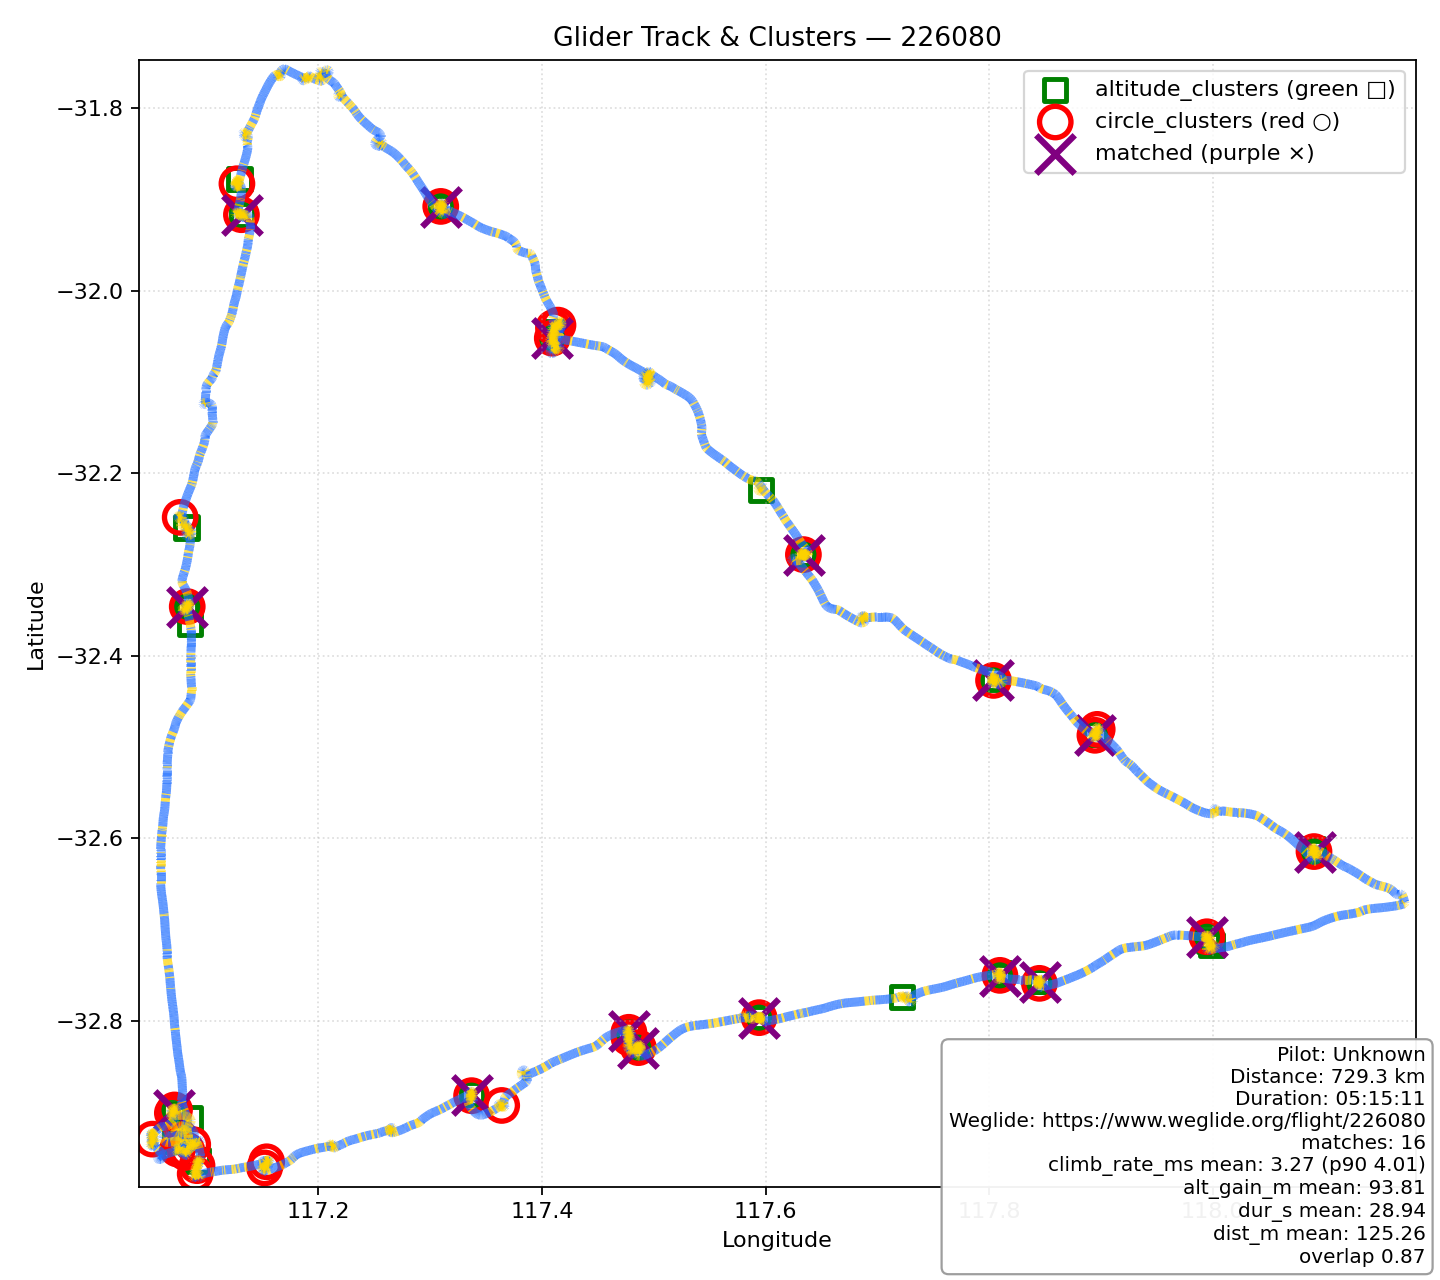 Glider Track & Clusters — 226080
altitude_clusters (green □)
circle_clusters (red ○)
matched (purple ×)
−31.8
−32.0
−32.2
−32.4
−32.6
−32.8
Latitude
117.2
117.4
117.6
117.8
118.0
Longitude
Pilot: Unknown
Distance: 729.3 km
Duration: 05:15:11
Weglide: https://www.weglide.org/flight/226080
matches: 16
climb_rate_ms mean: 3.27 (p90 4.01)
alt_gain_m mean: 93.81
dur_s mean: 28.94
dist_m mean: 125.26
overlap 0.87